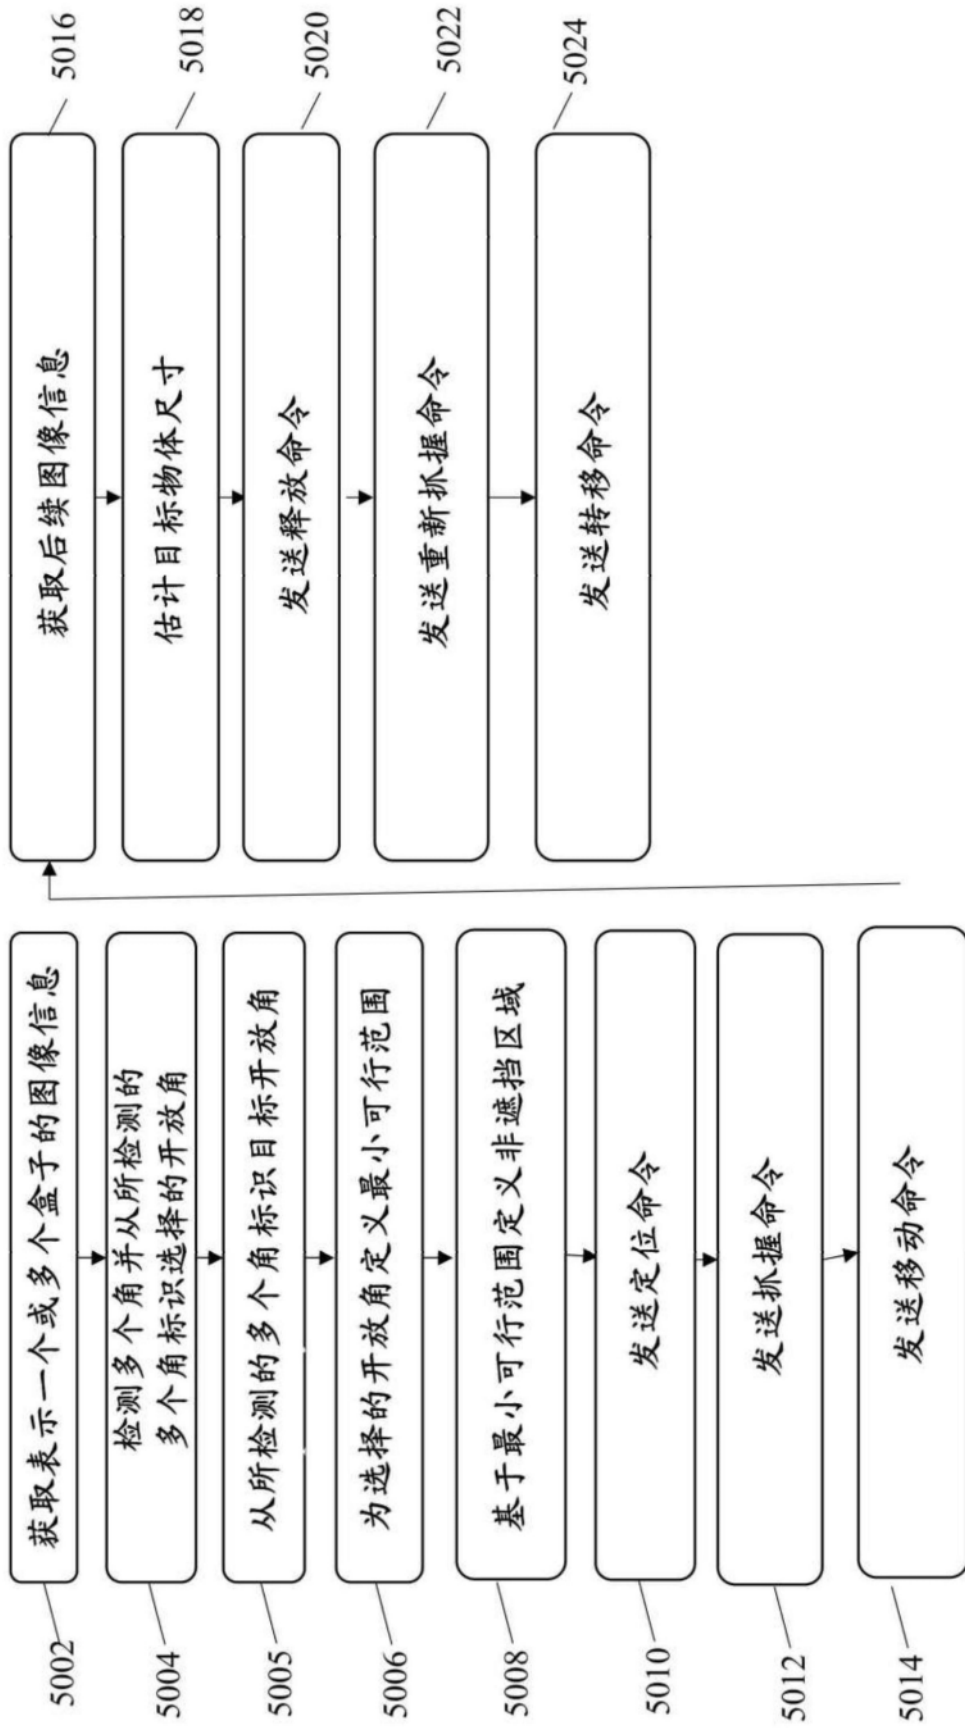 5002
获取表示一个或多个盒子的图像信息
5004
检测多个角并从所检测的
多个角标识选择的开放角
5005
从所检测的多个角标识目标开放角
5006
为选择的开放角定义最小可行范围
5008
基于最小可行范围定义非遮挡区域
5010
发送定位命令
5012
发送抓握命令
5014
发送移动命令
获取后续图像信息
5016
估计目标物体尺寸
5018
发送释放命令
5020
发送重新抓握命令
5022
发送转移命令
5024